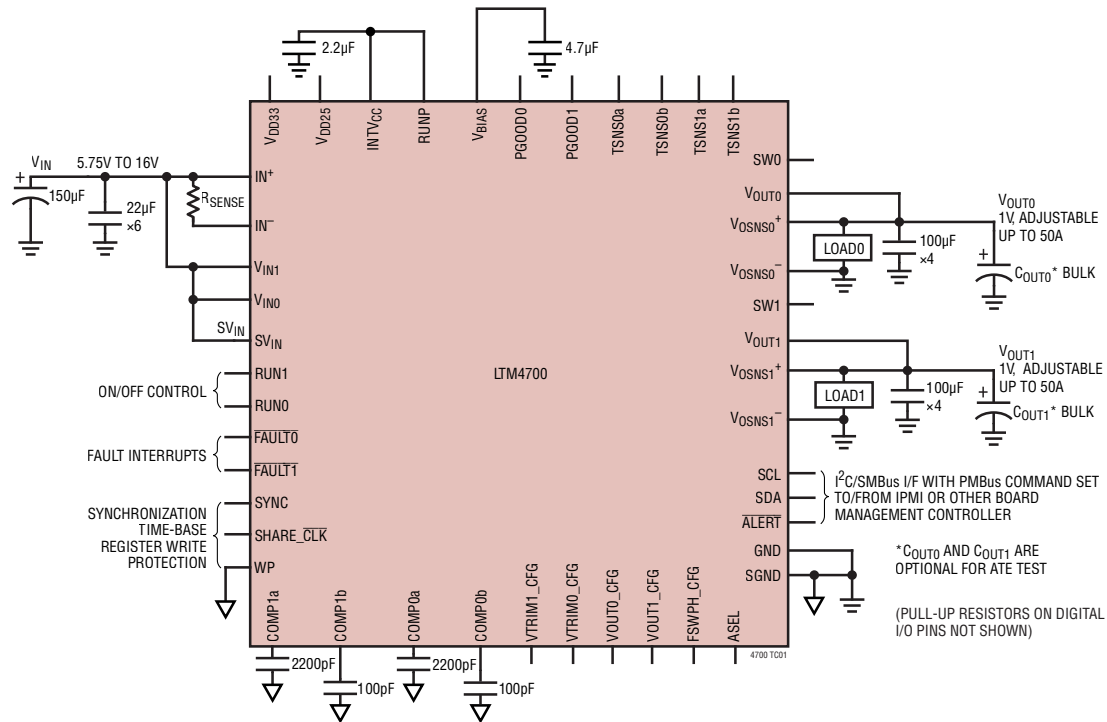 2.2µF
4.7µF
VDD33
VDD25
INTVCC
RUNP
VBIAS
PGOOD0
PGOOD1
TSNS0a
TSNS0b
TSNS1a
TSNS1b
VIN
5.75V TO 16V
+
150µF
22µF
×6
RSENSE
IN+
IN–
VIN1
VIN0
SVIN
SVIN
ON/OFF CONTROL
RUN1
RUN0
FAULT INTERRUPTS
FAULT0
FAULT1
SYNCHRONIZATION
TIME-BASE
REGISTER WRITE
PROTECTION
SYNC
SHARE_CLK
WP
LTM4700
SW0
VOUT0
VOSNS0+
VOSNS0–
LOAD0
100µF
×4
VOUT0
1V, ADJUSTABLE
UP TO 50A
+
COUT0* BULK
SW1
VOUT1
VOSNS1+
VOSNS1–
LOAD1
100µF
×4
VOUT1
1V, ADJUSTABLE
UP TO 50A
+
COUT1* BULK
SCL
SDA
ALERT
I2C/SMBus I/F WITH PMBus COMMAND SET
TO/FROM IPMI OR OTHER BOARD
MANAGEMENT CONTROLLER
GND
SGND
*COUT0 AND COUT1 ARE
OPTIONAL FOR ATE TEST
(PULL-UP RESISTORS ON DIGITAL
I/O PINS NOT SHOWN)
COMP1a
COMP1b
COMP0a
COMP0b
VTRIM1_CFG
VTRIM0_CFG
VOUT0_CFG
VOUT1_CFG
FSWPH_CFG
ASEL
4700 TC01
2200pF
100pF
2200pF
100pF